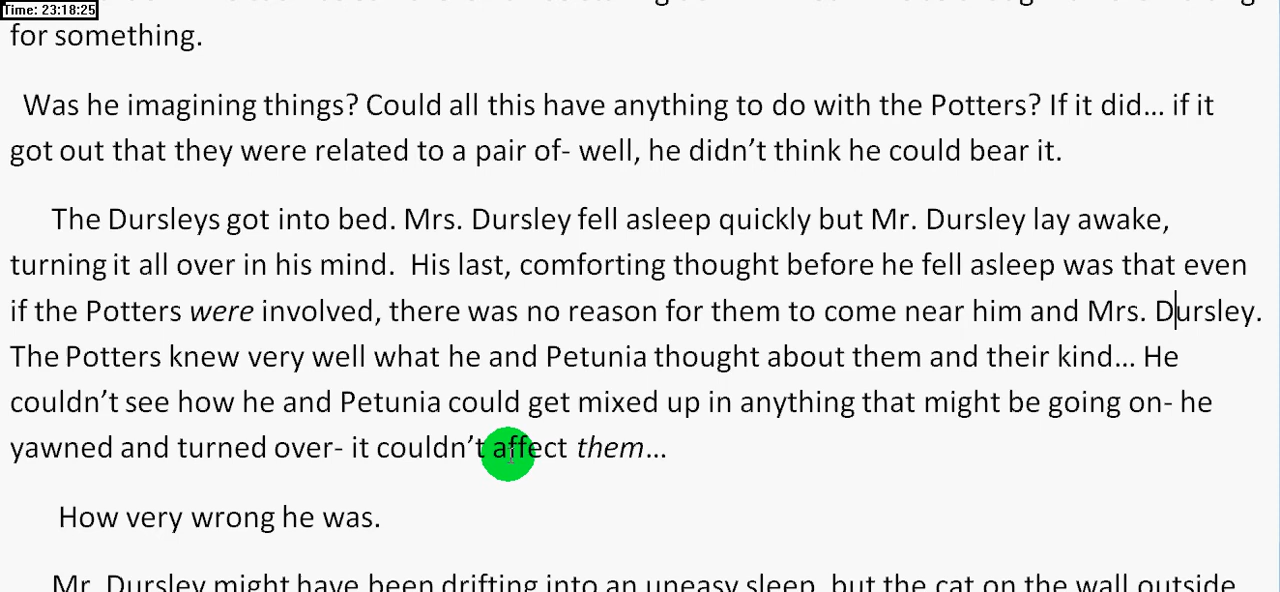 Time: 23:18:25
for something.
Was he imagining things? Could all this have anything to do with the Potters? If it did... if it
got out that they were related to a pair of- well, he didn't think he could bear it.
The Dursleys got into bed. Mrs. Dursley fell asleep quickly but Mr. Dursley lay awake,
turning it all over in his mind.  His last, comforting thought before he fell asleep was that even
if the Potters were involved, there was no reason for them to come near him and Mrs. Dursley.
The Potters knew very well what he and Petunia thought about them and their kind... He
couldn't see how he and Petunia could get mixed up in anything that might be going on- he
yawned and turned over- it couldn't affect them...
How very wrong he was.
Mr. Dursley might have been drifting into an uneasy sleep, but the cat on the wall outside